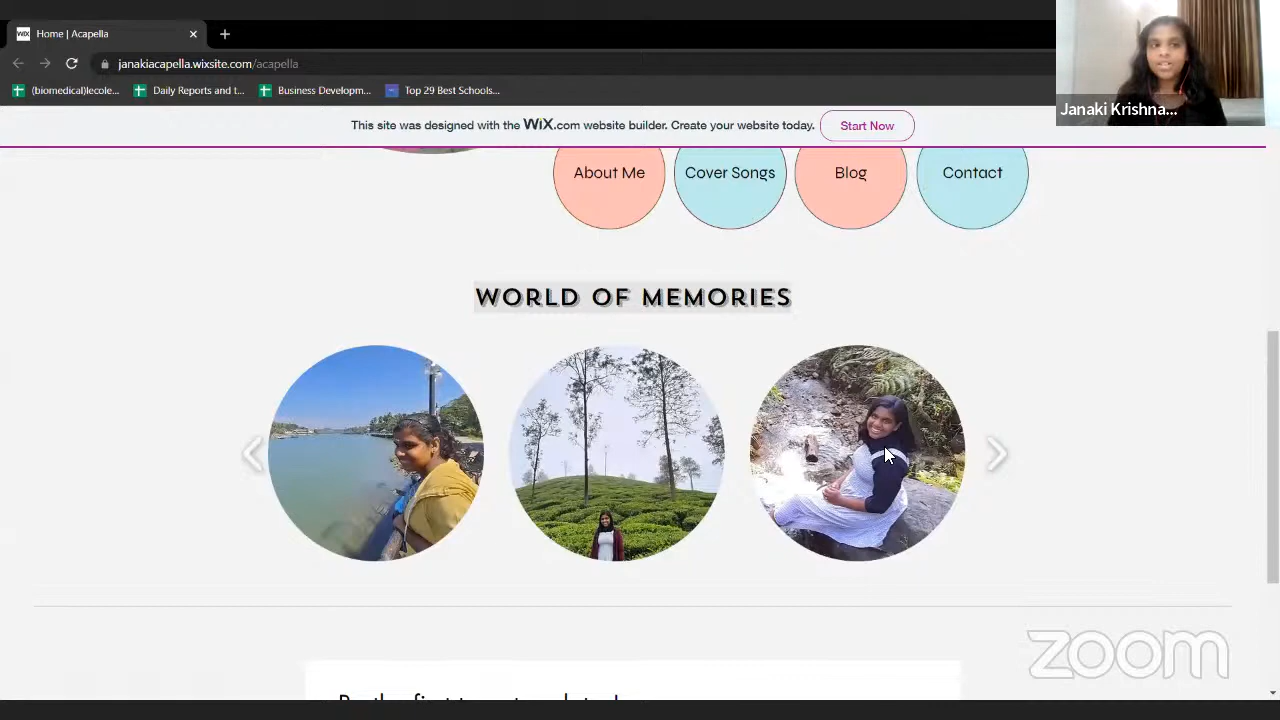 Home | Acapella
janakiacapella.wixsite.com/acapella
(biomedical)lecole...
Daily Reports and t...
Business Developm...
Top 29 Best Schools...
Janaki Krishna...
This site was designed with the WiX.com website builder. Create your website today.
Start Now
About Me
Cover Songs
Blog
Contact
WORLD OF MEMORIES
zoom